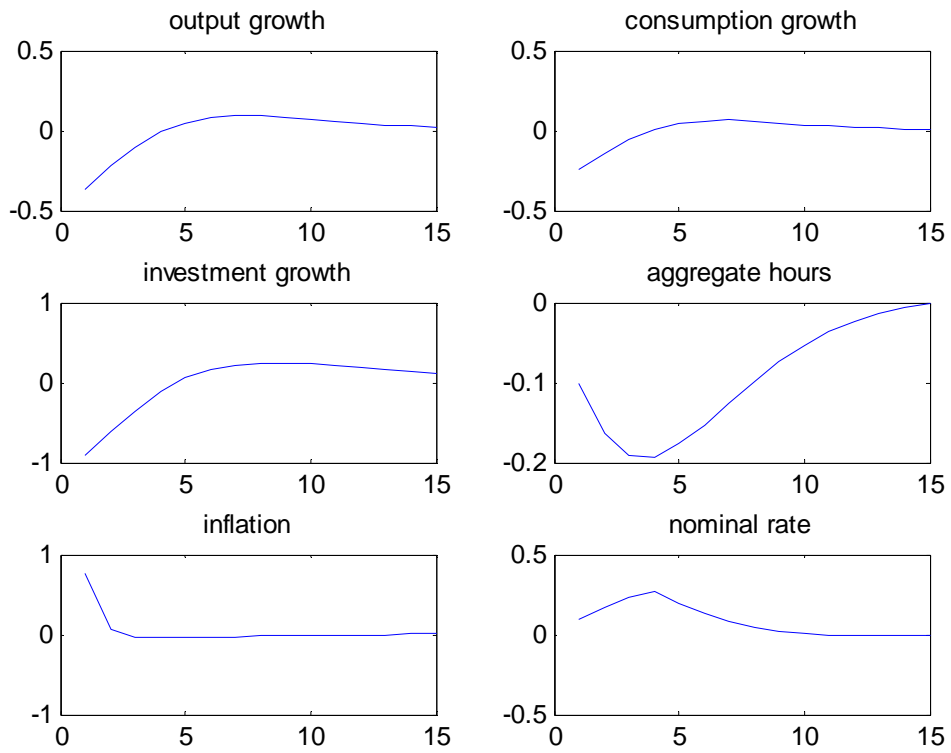 output growth
consumption growth
0.5
0
-0.5
0 5 10 15
0.5
0
-0.5
0 5 10 15
investment growth
aggregate hours
1
0
-1
0 5 10 15
0
-0.1
-0.2
0 5 10 15
inflation
nominal rate
1
0
-1
0 5 10 15
0.5
0
-0.5
0 5 10 15